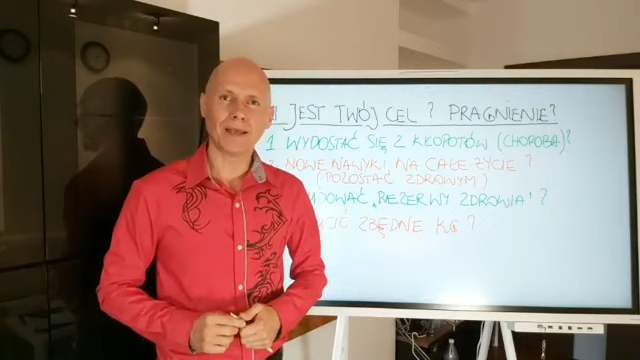 JEST TWÓJ CEL? PRAGNIENIE?
1 WYDOSTAĆ SIĘ Z KŁOPOTÓW (CHOROBA)?
NOWE NAWYKI NA CAŁE ŻYCIE ?
(POZOSTAĆ ZDROWYM)
"REZERWY ZDROWIA" ?
ZBĘDNE KG ?